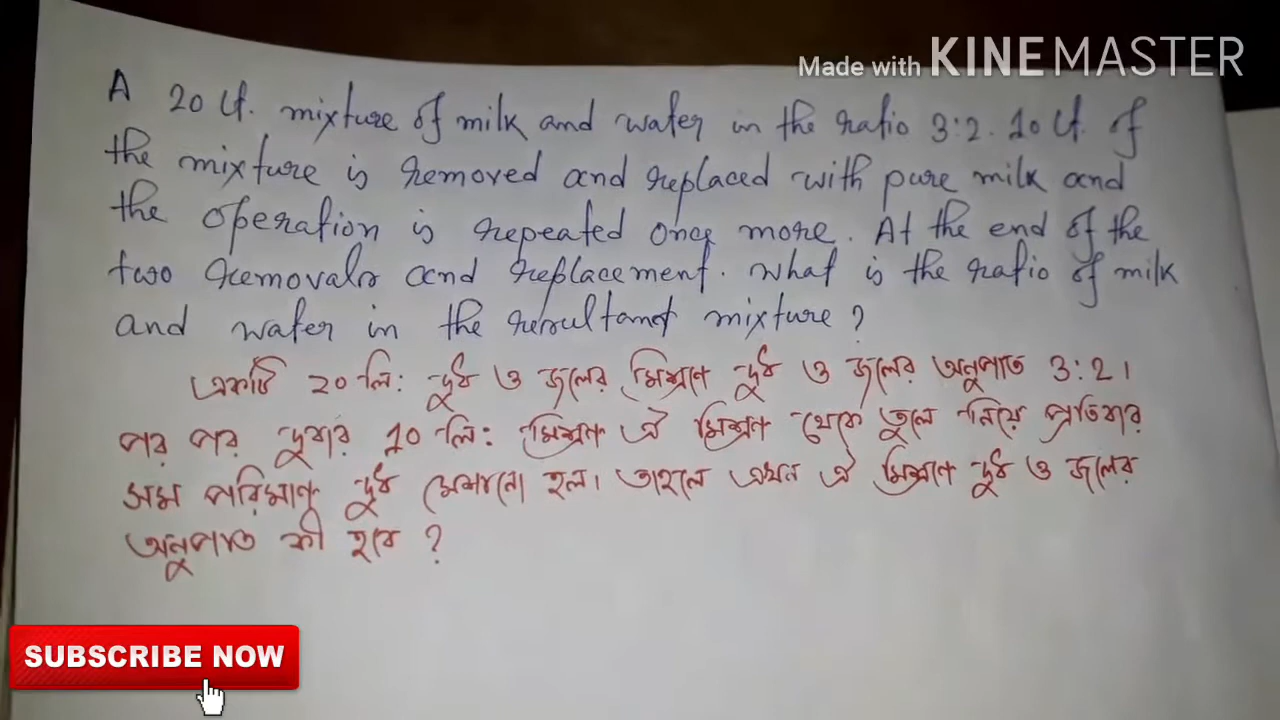 Made with KINEMASTER
A 20 Lt. mixture of milk and water in the ratio 3:2. 10 Lt. of
the mixture is removed and replaced with pure milk and
the operation is repeated once more. At the end of the
two removals and replacement. What is the ratio of milk
and water in the resultant mixture ?
একটি ২০ লি: দুধ ও জলের মিশ্রণে দুধ ও জলের অনুপাত 3:2।
পর পর দুবার 10 লি: মিশ্রণ ঐ মিশ্রণ থেকে তুলে নিয়ে প্রতিবার
সম পরিমাণ দুধ মেশানো হল। তাহলে এখন ঐ মিশ্রণে দুধ ও জলের
অনুপাত কী হবে ?
SUBSCRIBE NOW